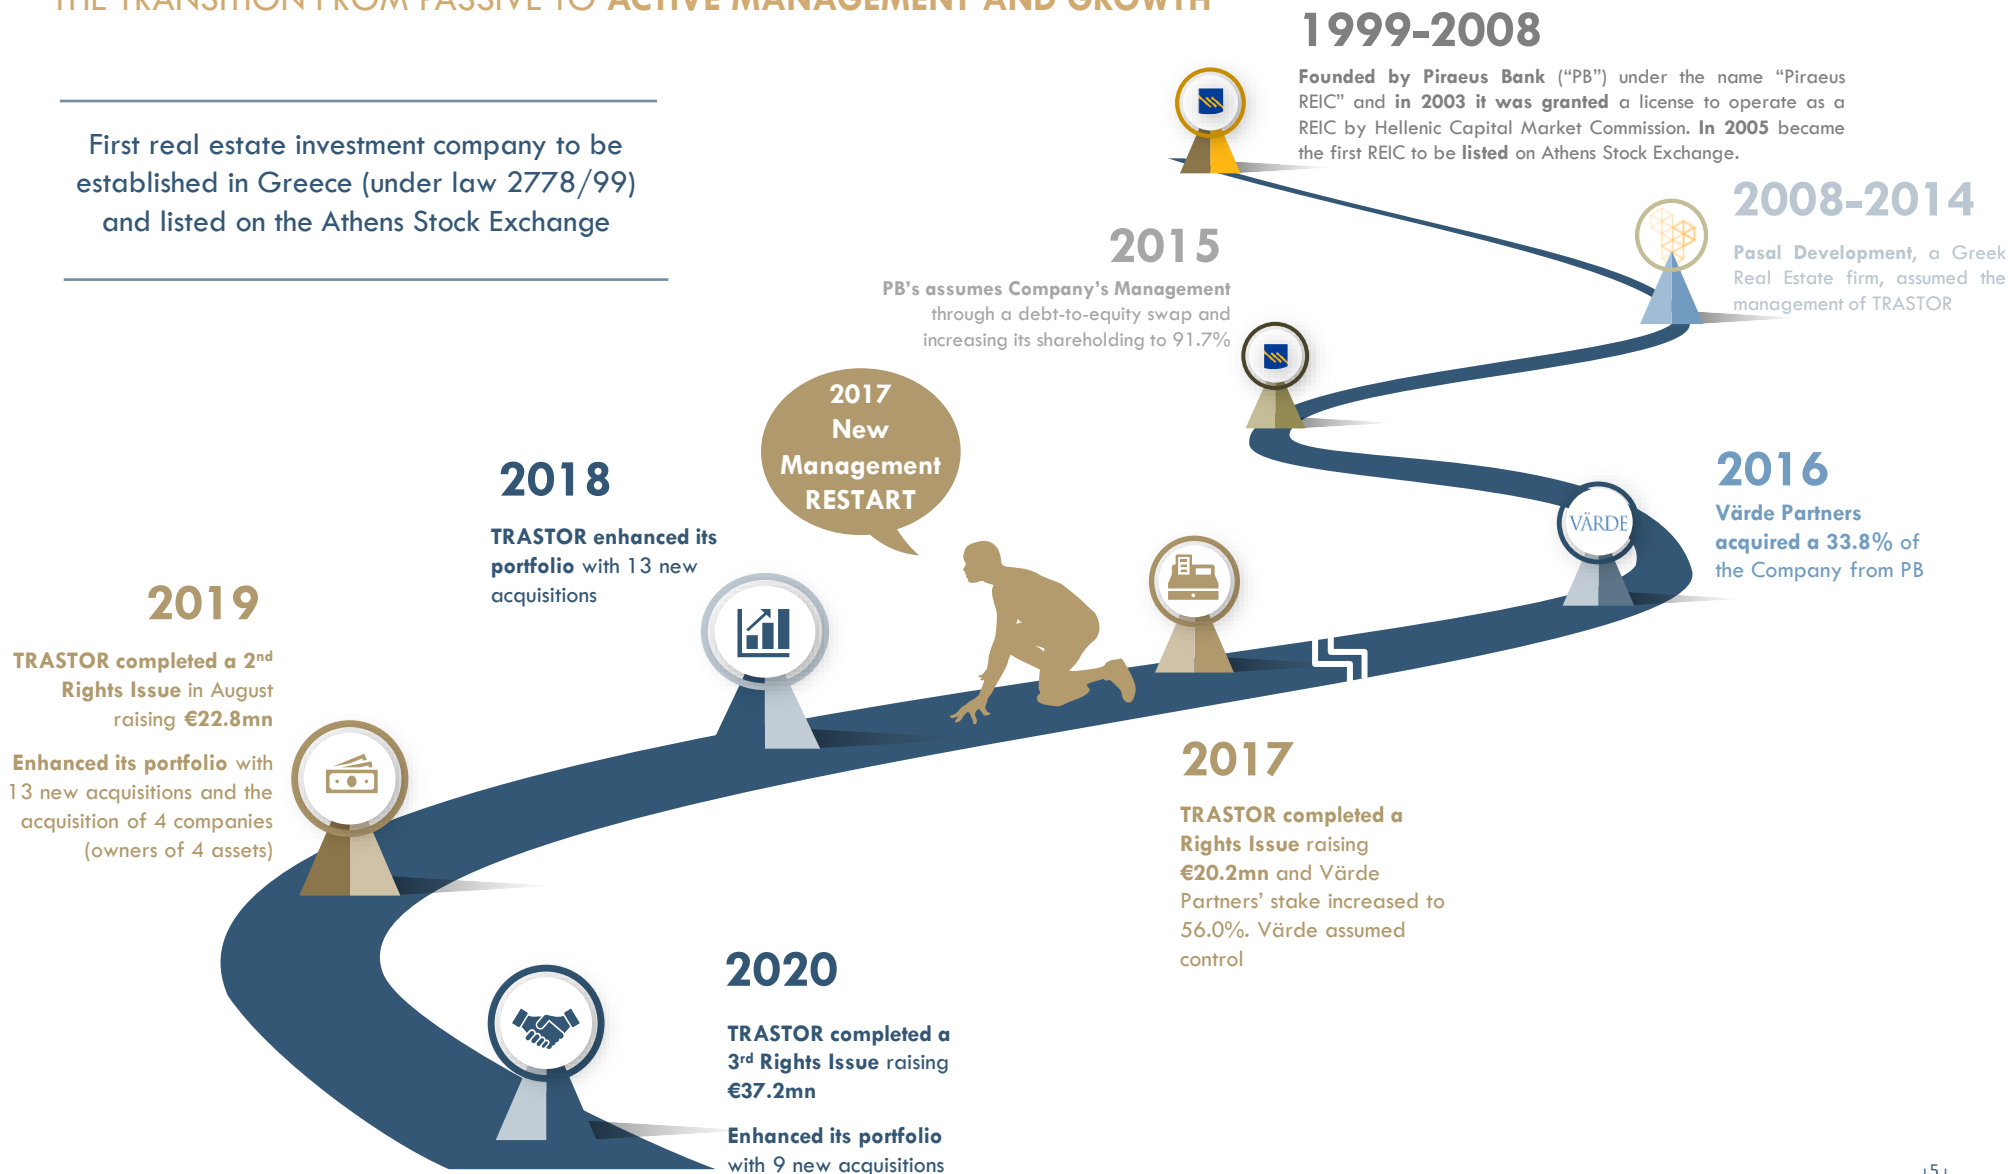 THE TRANSITION FROM PASSIVE TO ACTIVE MANAGEMENT AND GROWTH
First real estate investment company to be
established in Greece (under law 2778/99)
and listed on the Athens Stock Exchange
1999-2008
Founded by Piraeus Bank (“PB”) under the name “Piraeus
REIC” and in 2003 it was granted a license to operate as a
REIC by Hellenic Capital Market Commission. In 2005 became
the first REIC to be listed on Athens Stock Exchange.
2008-2014
Pasal Development, a Greek
Real Estate firm, assumed the
management of TRASTOR
2015
PB’s assumes Company’s Management
through a debt-to-equity swap and
increasing its shareholding to 91.7%
2016
Värde Partners
acquired a 33.8% of
the Company from PB
VÄRDE
2017
New
Management
RESTART
2017
TRASTOR completed a
Rights Issue raising
€20.2mn and Värde
Partners’ stake increased to
56.0%. Värde assumed
control
2018
TRASTOR enhanced its
portfolio with 13 new
acquisitions
2019
TRASTOR completed a 2nd
Rights Issue in August
raising €22.8mn
Enhanced its portfolio with
13 new acquisitions and the
acquisition of 4 companies
(owners of 4 assets)
2020
TRASTOR completed a
3rd Rights Issue raising
€37.2mn
Enhanced its portfolio
with 9 new acquisitions
5